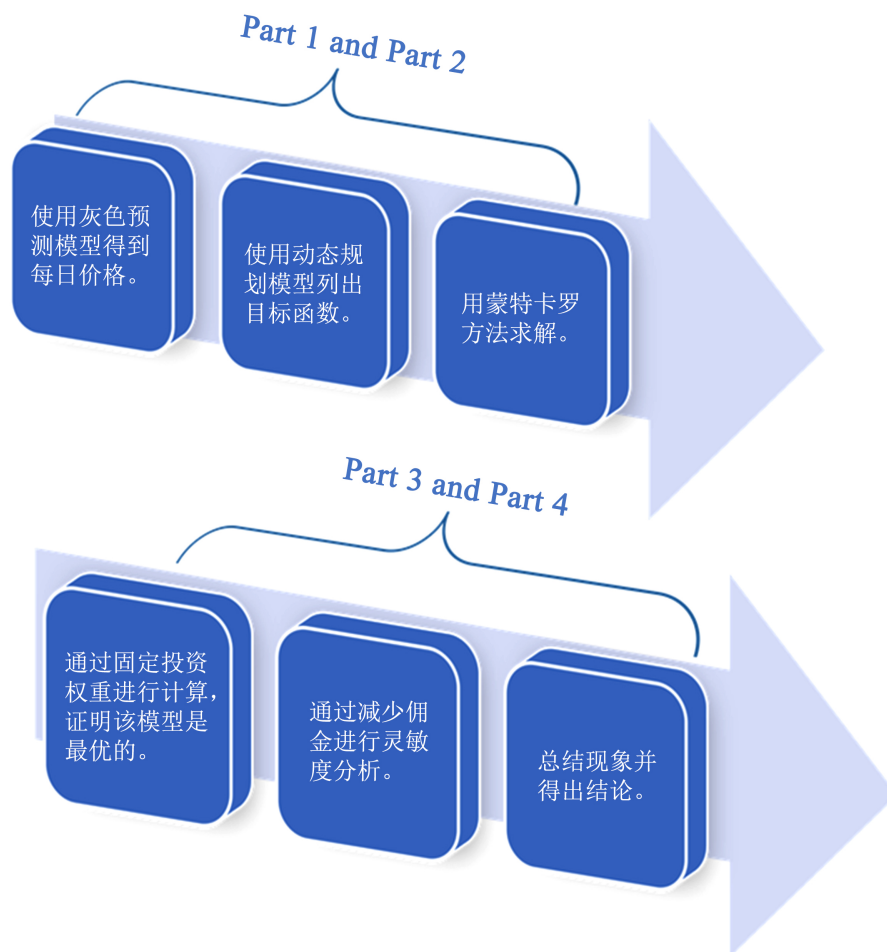 Part 1 and Part 2
使用灰色预
测模型得到
每日价格。
使用动态规
划模型列出
目标函数。
用蒙特卡罗
方法求解。
Part 3 and Part 4
通过固定投资
权重进行计算，
证明该模型是
最优的。
通过减少佣
金进行灵敏
度分析。
总结现象并
得出结论。